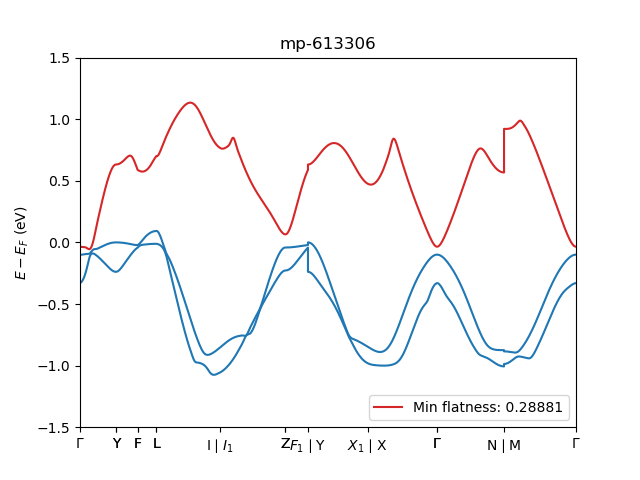 mp-613306
E − E_F (eV)
1.5
1.0
0.5
0.0
−0.5
−1.0
−1.5
Γ Y F L I | I₁ Z F₁ | Y X₁ | X Γ N | M Γ
Min flatness: 0.28881